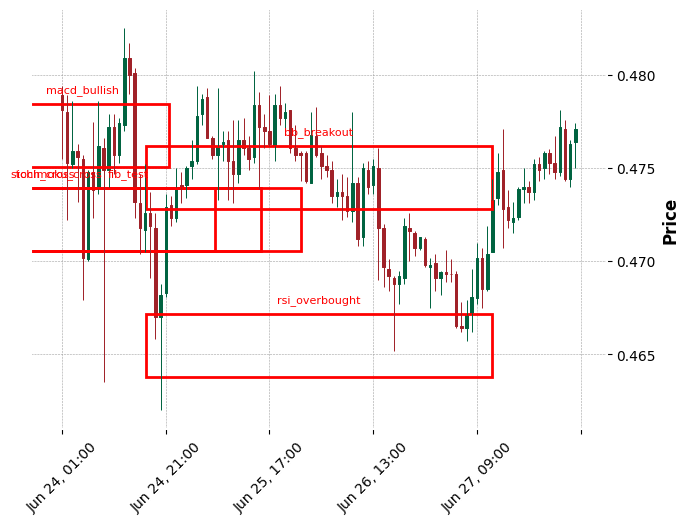 macd_bullish
bb_breakout
fib_test
rsi_overbought
0.480
0.475
0.470
0.465
Price
Jun 24, 01:00
Jun 24, 21:00
Jun 25, 17:00
Jun 26, 13:00
Jun 27, 09:00